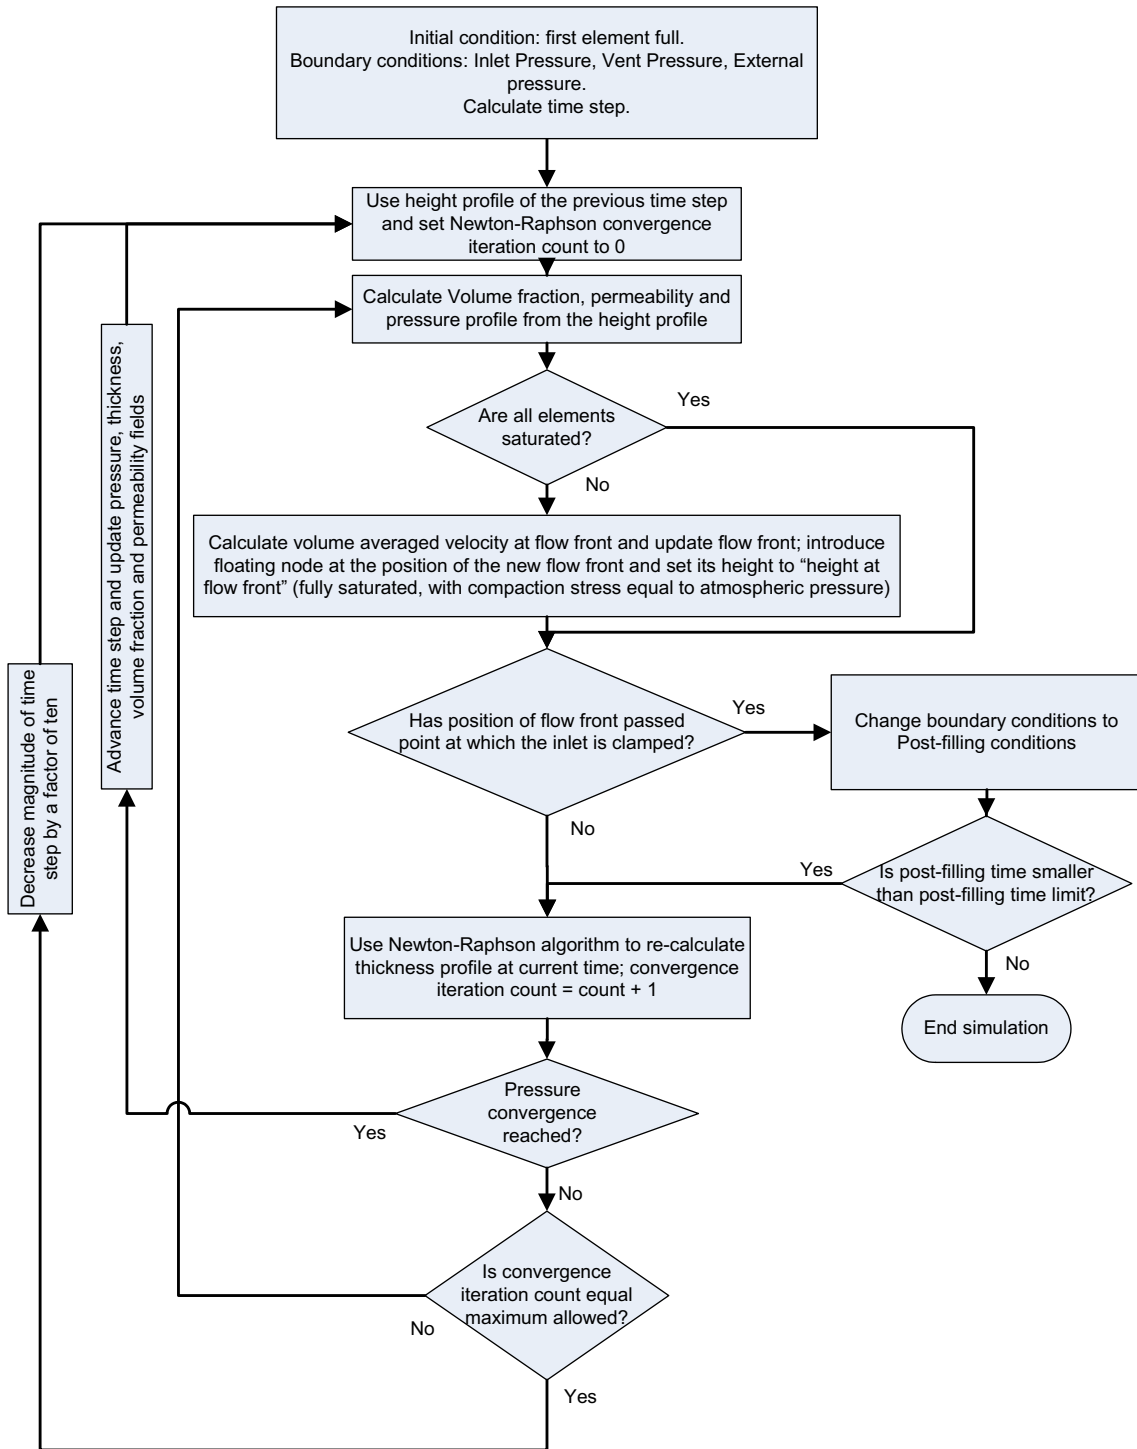 Initial condition: first element full.
Boundary conditions: Inlet Pressure, Vent Pressure, External
pressure.
Calculate time step.
Use height profile of the previous time step
and set Newton-Raphson convergence
iteration count to 0
Calculate Volume fraction, permeability and
pressure profile from the height profile
Are all elements
saturated?
Yes
No
Calculate volume averaged velocity at flow front and update flow front; introduce
floating node at the position of the new flow front and set its height to “height at
flow front” (fully saturated, with compaction stress equal to atmospheric pressure)
Has position of flow front passed
point at which the inlet is clamped?
Yes
No
Change boundary conditions to
Post-filling conditions
Is post-filling time smaller
than post-filling time limit?
Yes
No
End simulation
Use Newton-Raphson algorithm to re-calculate
thickness profile at current time; convergence
iteration count = count + 1
Pressure
convergence
reached?
Yes
No
Is convergence
iteration count equal
maximum allowed?
No
Yes
Advance time step and update pressure, thickness,
volume fraction and permeability fields
Decrease magnitude of time
step by a factor of ten